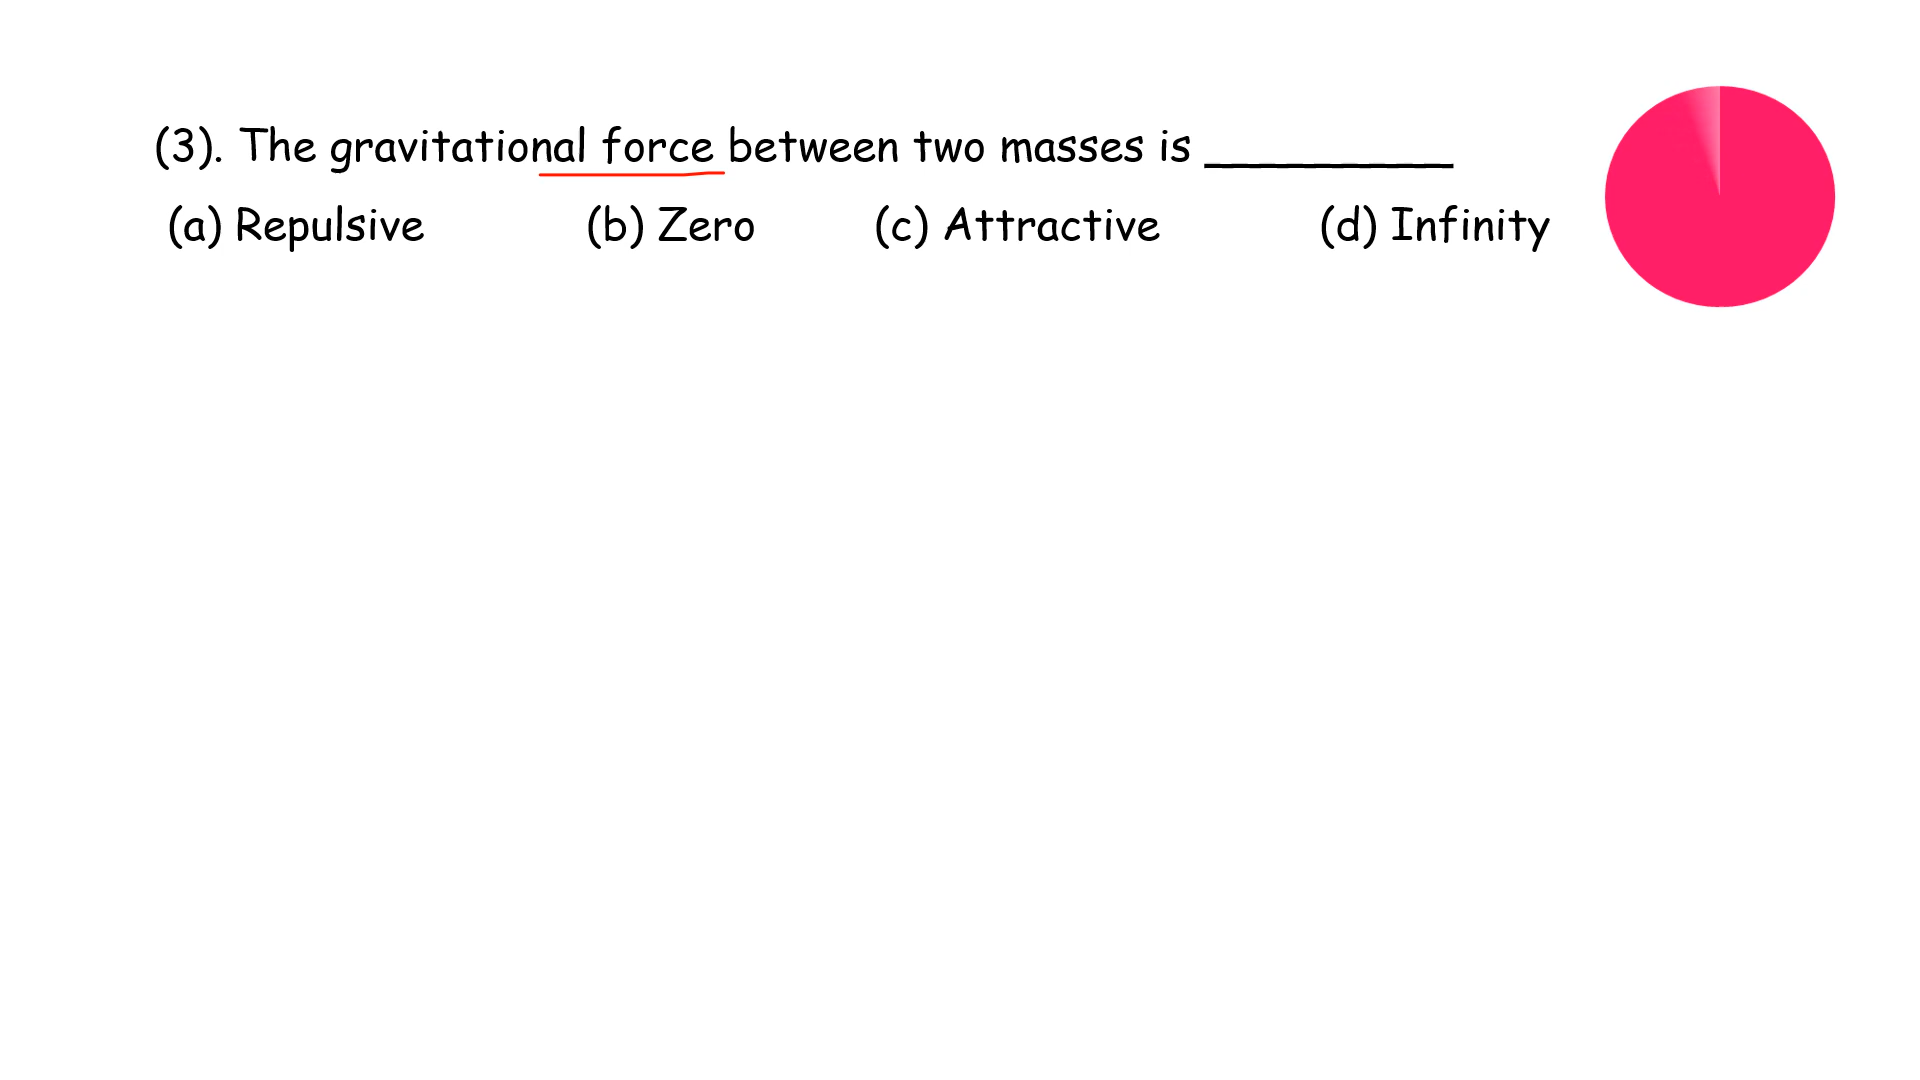 (3). The gravitational force between two masses is __________
(a) Repulsive (b) Zero (c) Attractive (d) Infinity